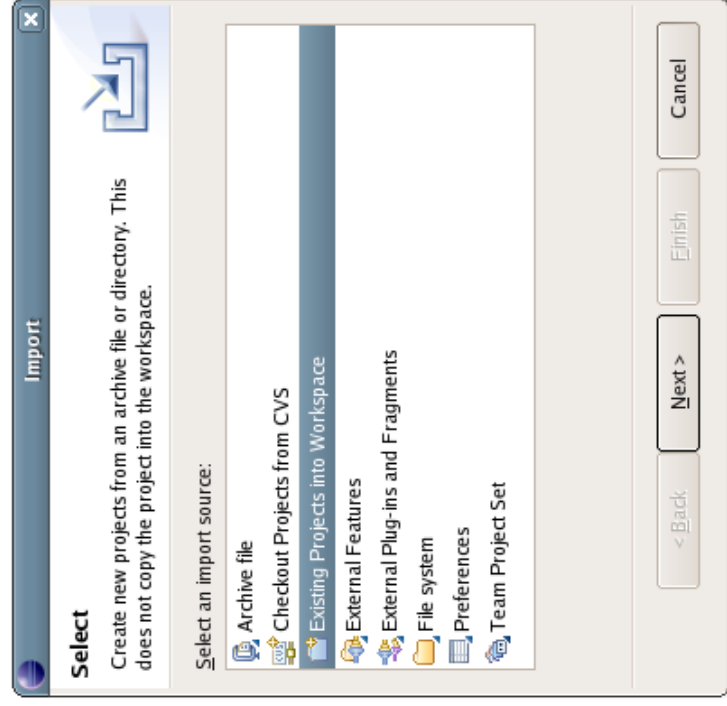 Import
Select
Create new projects from an archive file or directory. This
does not copy the project into the workspace.
Select an import source:
Archive file
Checkout Projects from CVS
Existing Projects into Workspace
External Features
External Plug-ins and Fragments
File system
Preferences
Team Project Set
< Back
Next >
Finish
Cancel